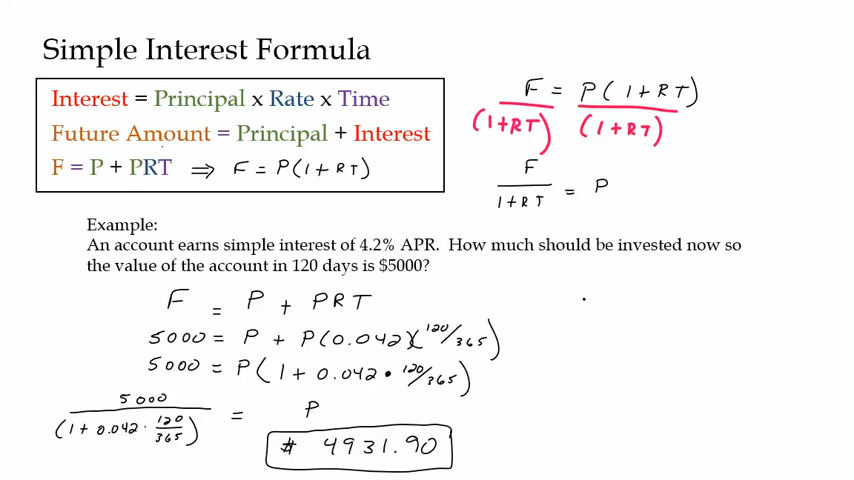 Simple Interest Formula
Interest = Principal x Rate x Time
Future Amount = Principal + Interest
F = P + PRT ⇒ F = P(1+RT)
F = P(1+RT)
(1+RT) (1+RT)
F
1+RT = P
Example:
An account earns simple interest of 4.2% APR. How much should be invested now so
the value of the account in 120 days is $5000?
F = P + PRT
5000 = P + P(0.042)(120/365)
5000 = P(1 + 0.042 • 120/365)
5000
(1 + 0.042 · 120/365) = P
$ 4931.90